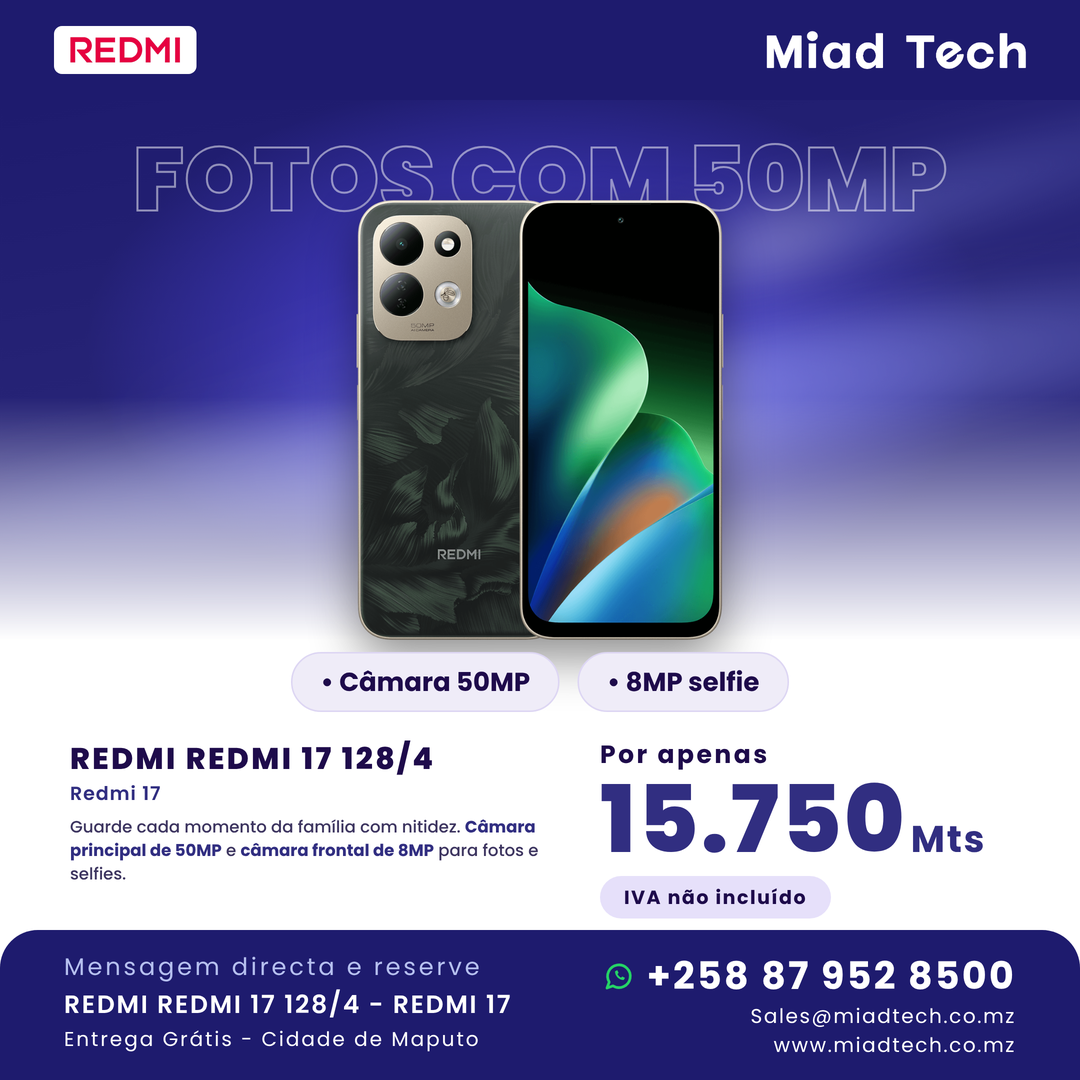 REDMI
Miad Tech
FOTOS COM 50MP
50MP
REDMI
• Câmara 50MP
• 8MP selfie
REDMI REDMI 17 128/4
Redmi 17
Guarde cada momento da família com nitidez. Câmara
principal de 50MP e câmara frontal de 8MP para fotos e
selfies.
Por apenas
15.750 Mts
IVA não incluído
Mensagem directa e reserve
REDMI REDMI 17 128/4 - REDMI 17
Entrega Grátis - Cidade de Maputo
+258 87 952 8500
Sales@miadtech.co.mz
www.miadtech.co.mz